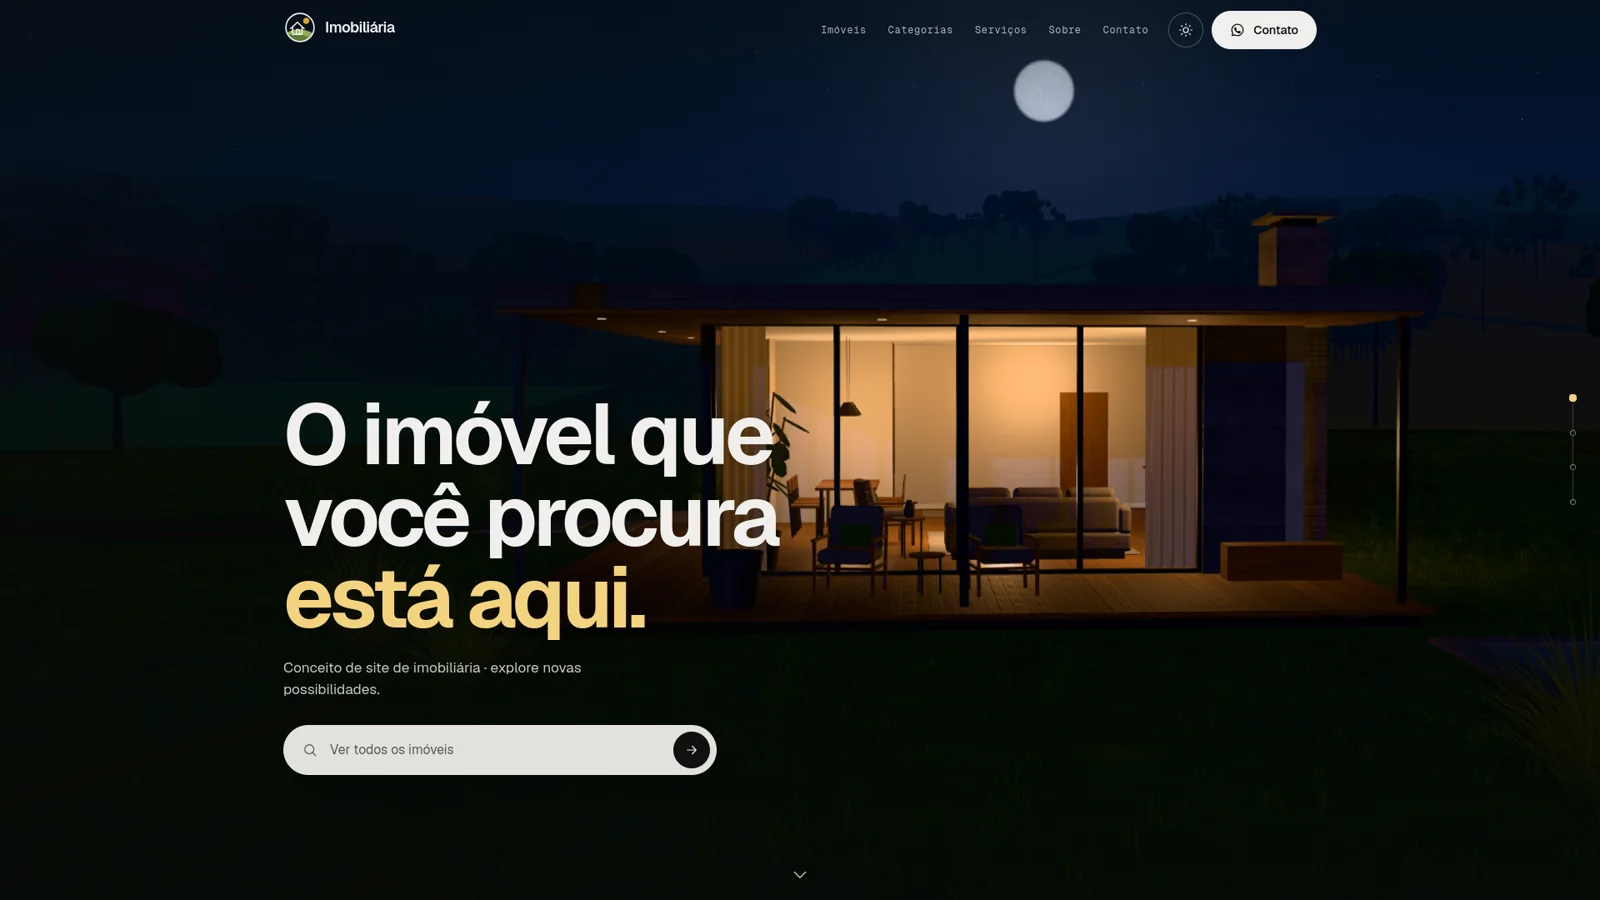 Imobiliária
Imóveis
Categorias
Serviços
Sobre
Contato
Contato
O imóvel que
você procura
está aqui.
Conceito de site de imobiliária · explore novas
possibilidades.
Ver todos os imóveis